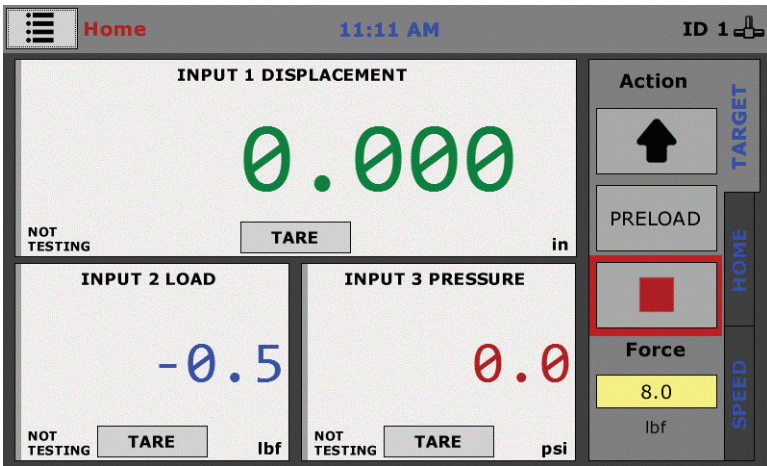 Home
11:11 AM
ID 1
INPUT 1 DISPLACEMENT
0.000
NOT
TESTING
TARE
in
INPUT 2 LOAD
-0.5
NOT
TESTING
TARE
lbf
INPUT 3 PRESSURE
0.0
NOT
TESTING
TARE
psi
Action
PRELOAD
Force
8.0
lbf
TARGET
HOME
SPEED